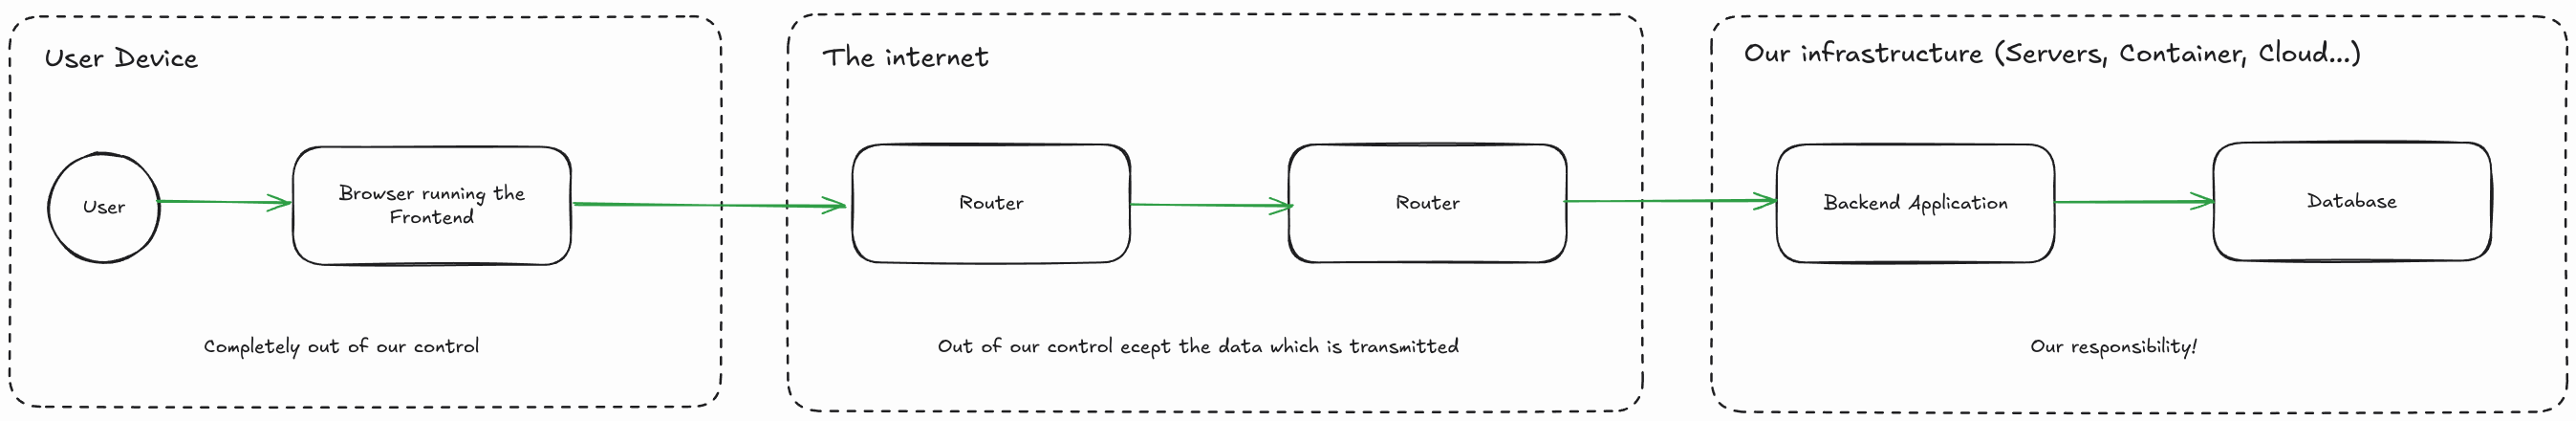 User Device
The internet
Our infrastructure (Servers, Container, Cloud...)
User
Browser running the
Frontend
Router
Router
Backend Application
Database
Completely out of our control
Out of our control ecept the data which is transmitted
Our responsibility!